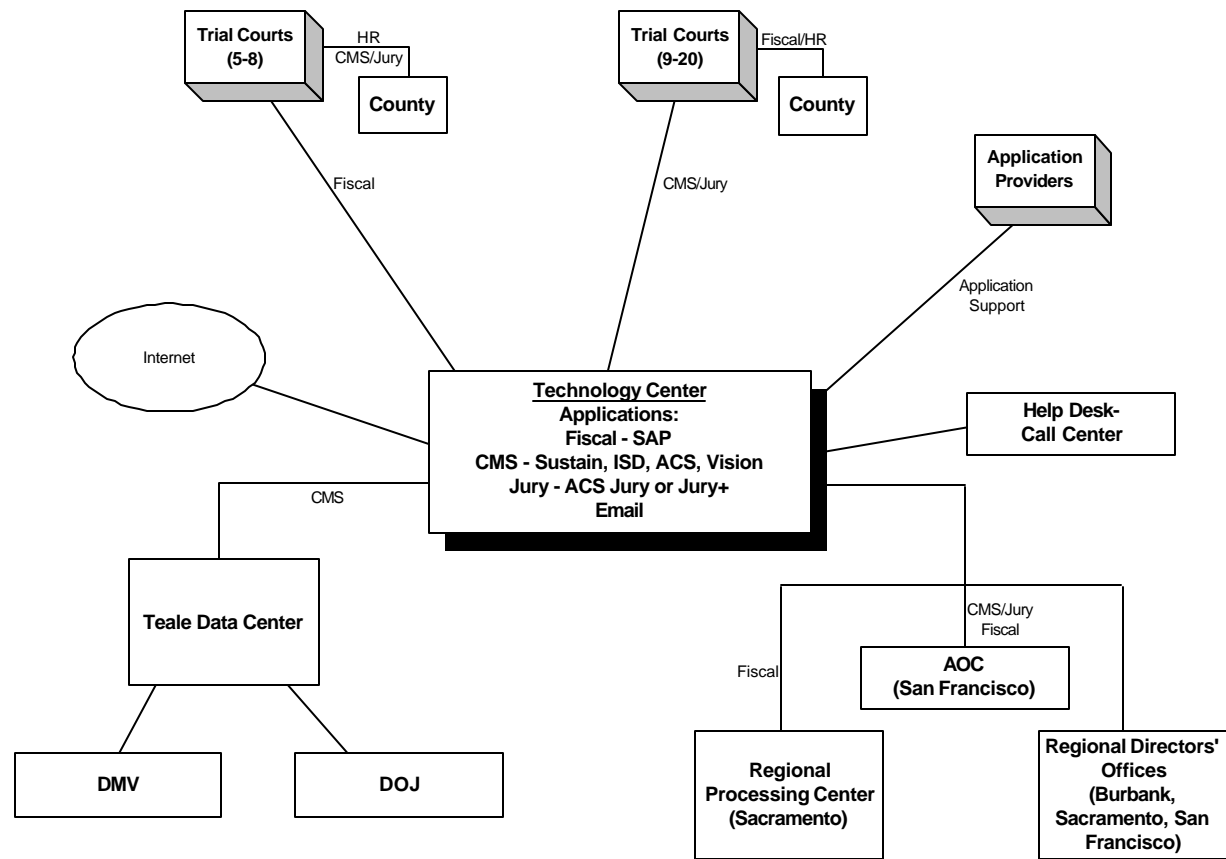 Trial Courts
(5-8)
HR
CMS/Jury
County
Trial Courts
(9-20)
Fiscal/HR
County
Application
Providers
Fiscal
CMS/Jury
Application
Support
Internet
Technology Center
Applications:
Fiscal - SAP
CMS - Sustain, ISD, ACS, Vision
Jury - ACS Jury or Jury+
Email
Help Desk-
Call Center
CMS
Teale Data Center
DMV
DOJ
Fiscal
CMS/Jury
Fiscal
AOC
(San Francisco)
Regional
Processing Center
(Sacramento)
Regional Directors'
Offices
(Burbank,
Sacramento, San
Francisco)